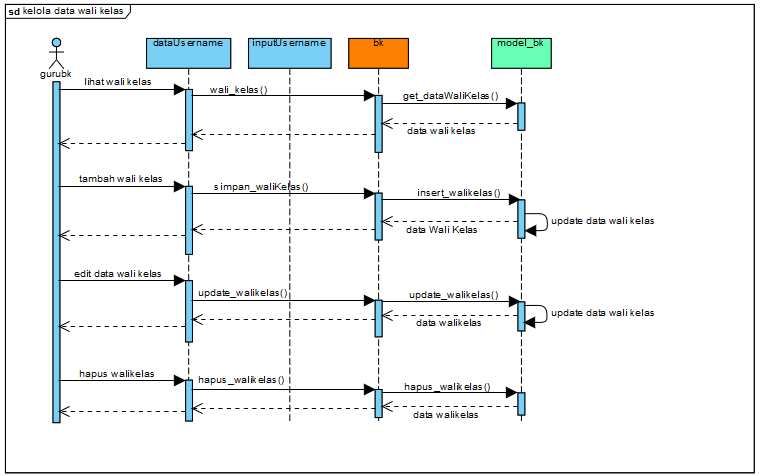 sd kelola data wali kelas
dataUsername
inputUsername
bk
model_bk
gurubk
lihat wali kelas
wali_kelas()
get_dataWaliKelas()
data wali kelas
tambah wali kelas
simpan_waliKelas()
insert_walikelas()
update data wali kelas
data Wali Kelas
edit data wali kelas
update_walikelas()
update_walikelas()
update data wali kelas
data walikelas
hapus walikelas
hapus_walikelas()
hapus_walikelas()
data walikelas